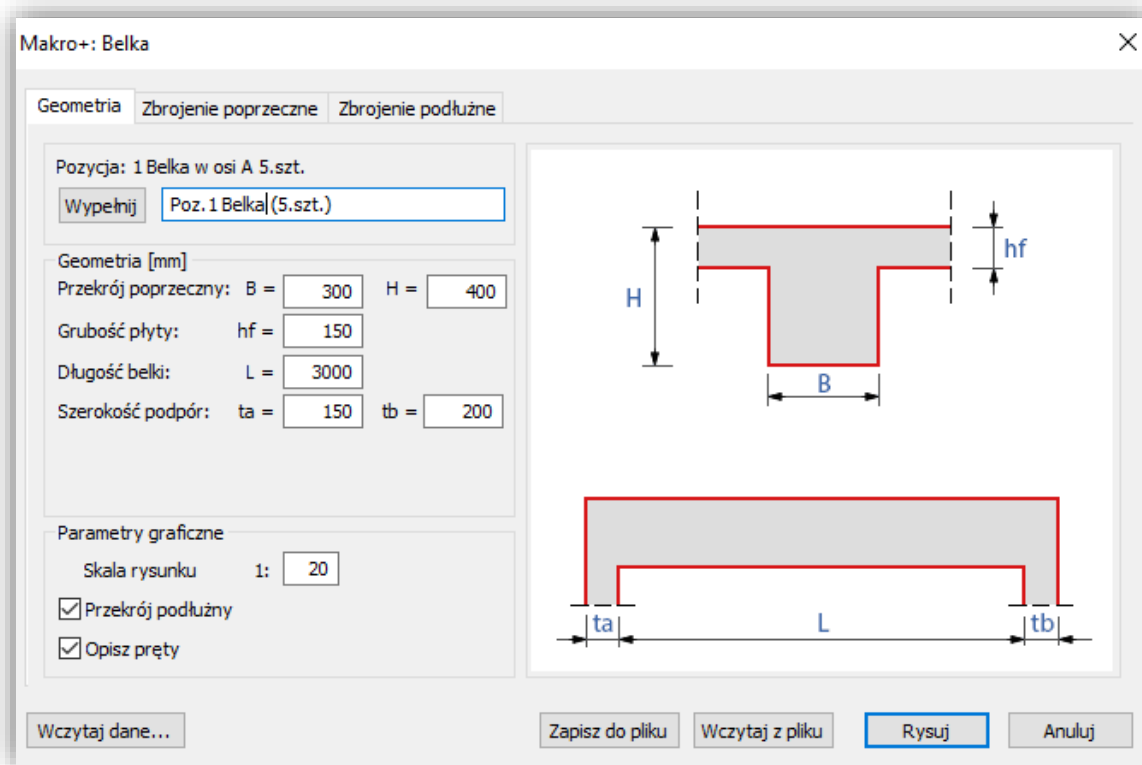 Makro+: Belka
Geometria Zbrojenie poprzeczne Zbrojenie podłużne
Pozycja: 1 Belka w osi A 5.szt.
Wypełnij Poz.1 Belka (5.szt.)
Geometria [mm]
Przekrój poprzeczny: B = 300 H = 400
Grubość płyty: hf = 150
Długość belki: L = 3000
Szerokość podpór: ta = 150 tb = 200
Parametry graficzne
Skala rysunku 1: 20
Przekrój podłużny
Opisz pręty
H
hf
B
ta L tb
Wczytaj dane... Zapisz do pliku Wczytaj z pliku Rysuj Anuluj